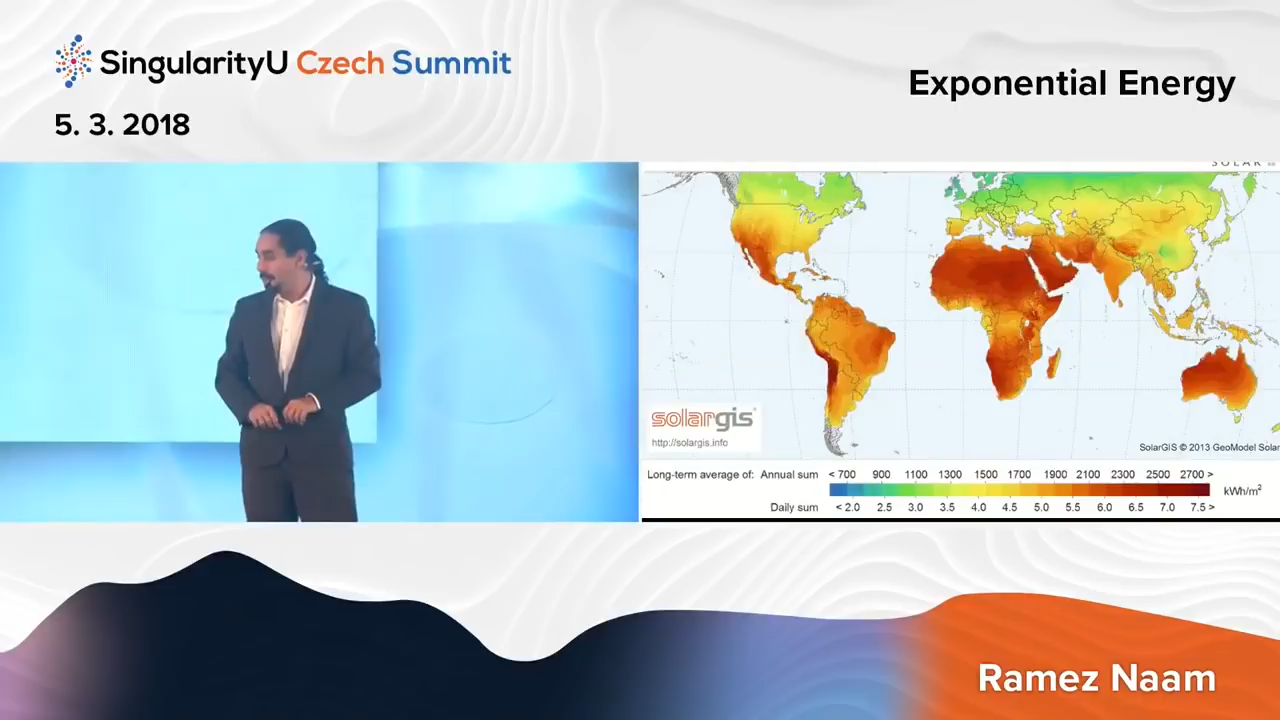 SingularityU Czech Summit
5. 3. 2018
Exponential Energy
solargis
http://solargis.info
SolarGIS © 2013 GeoModel Solar
Long-term average of: Annual sum < 700 900 1100 1300 1500 1700 1900 2100 2300 2500 2700 >
kWh/m²
Daily sum < 2.0 2.5 3.0 3.5 4.0 4.5 5.0 5.5 6.0 6.5 7.0 7.5 >
Ramez Naam